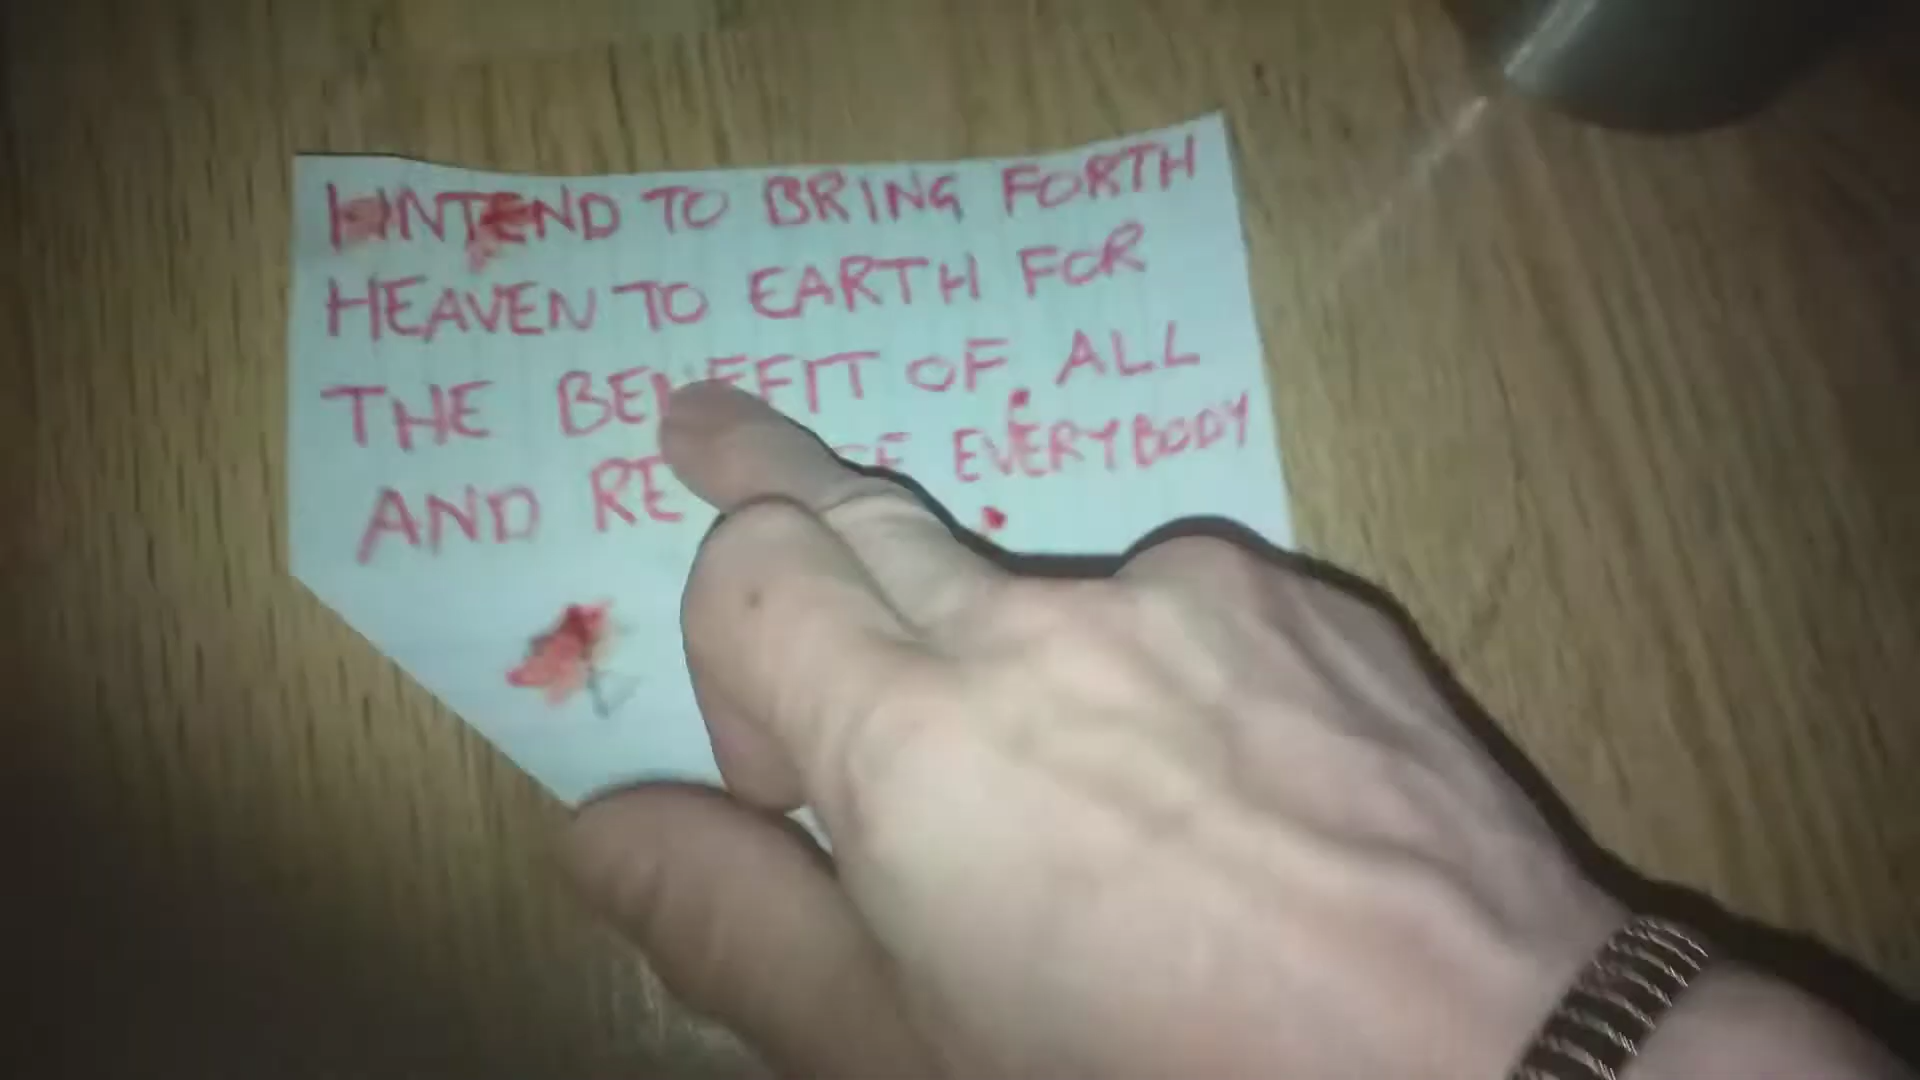 I INTEND TO BRING FORTH
HEAVEN TO EARTH FOR
THE BENEFIT OF ALL
AND EVERYBODY